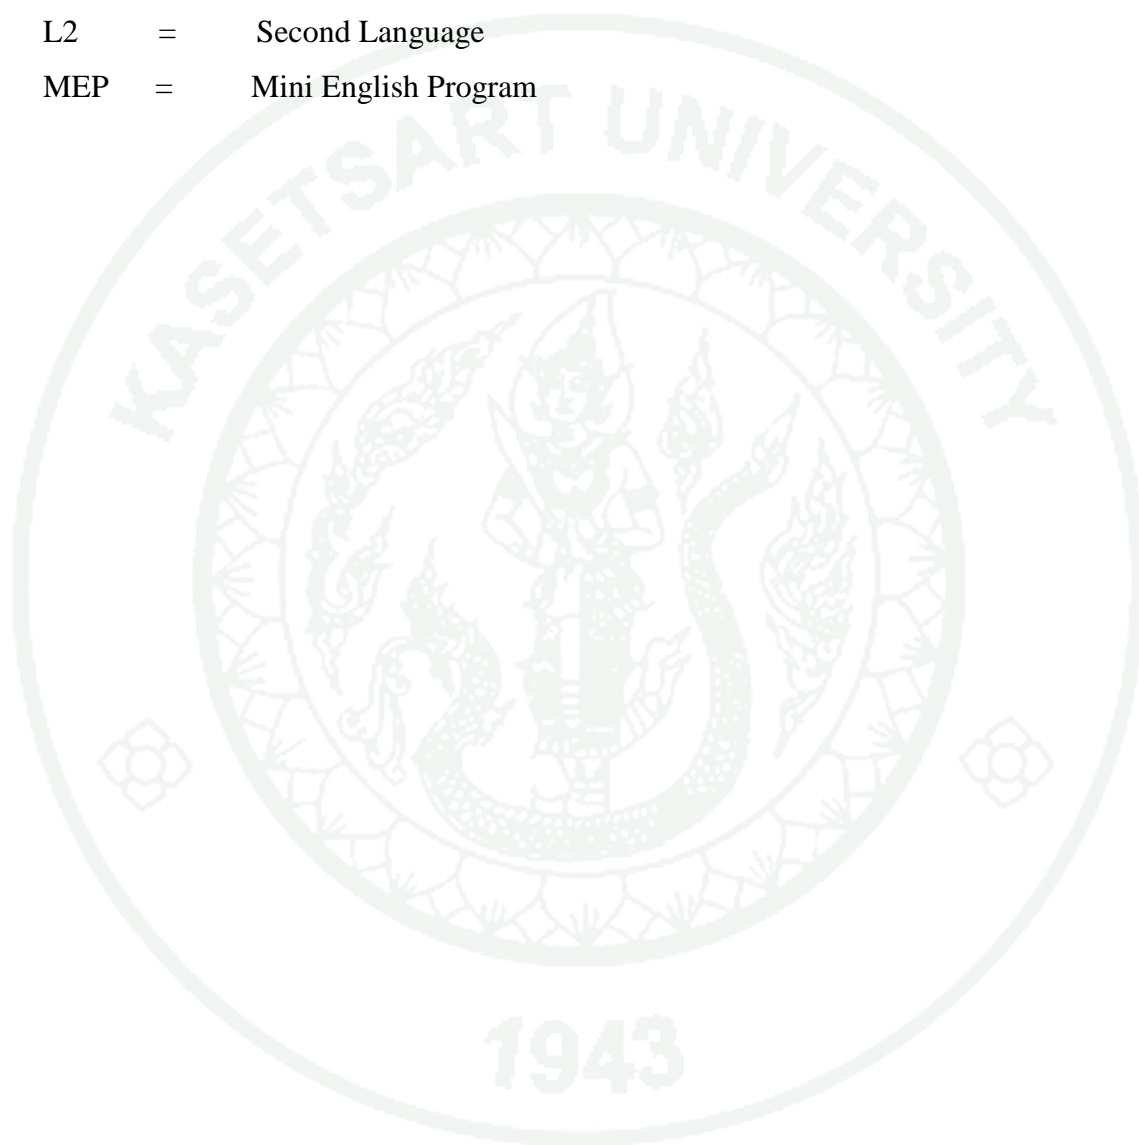 L2 = Second Language
MEP = Mini English Program
KASETSART UNIVERSITY
1943